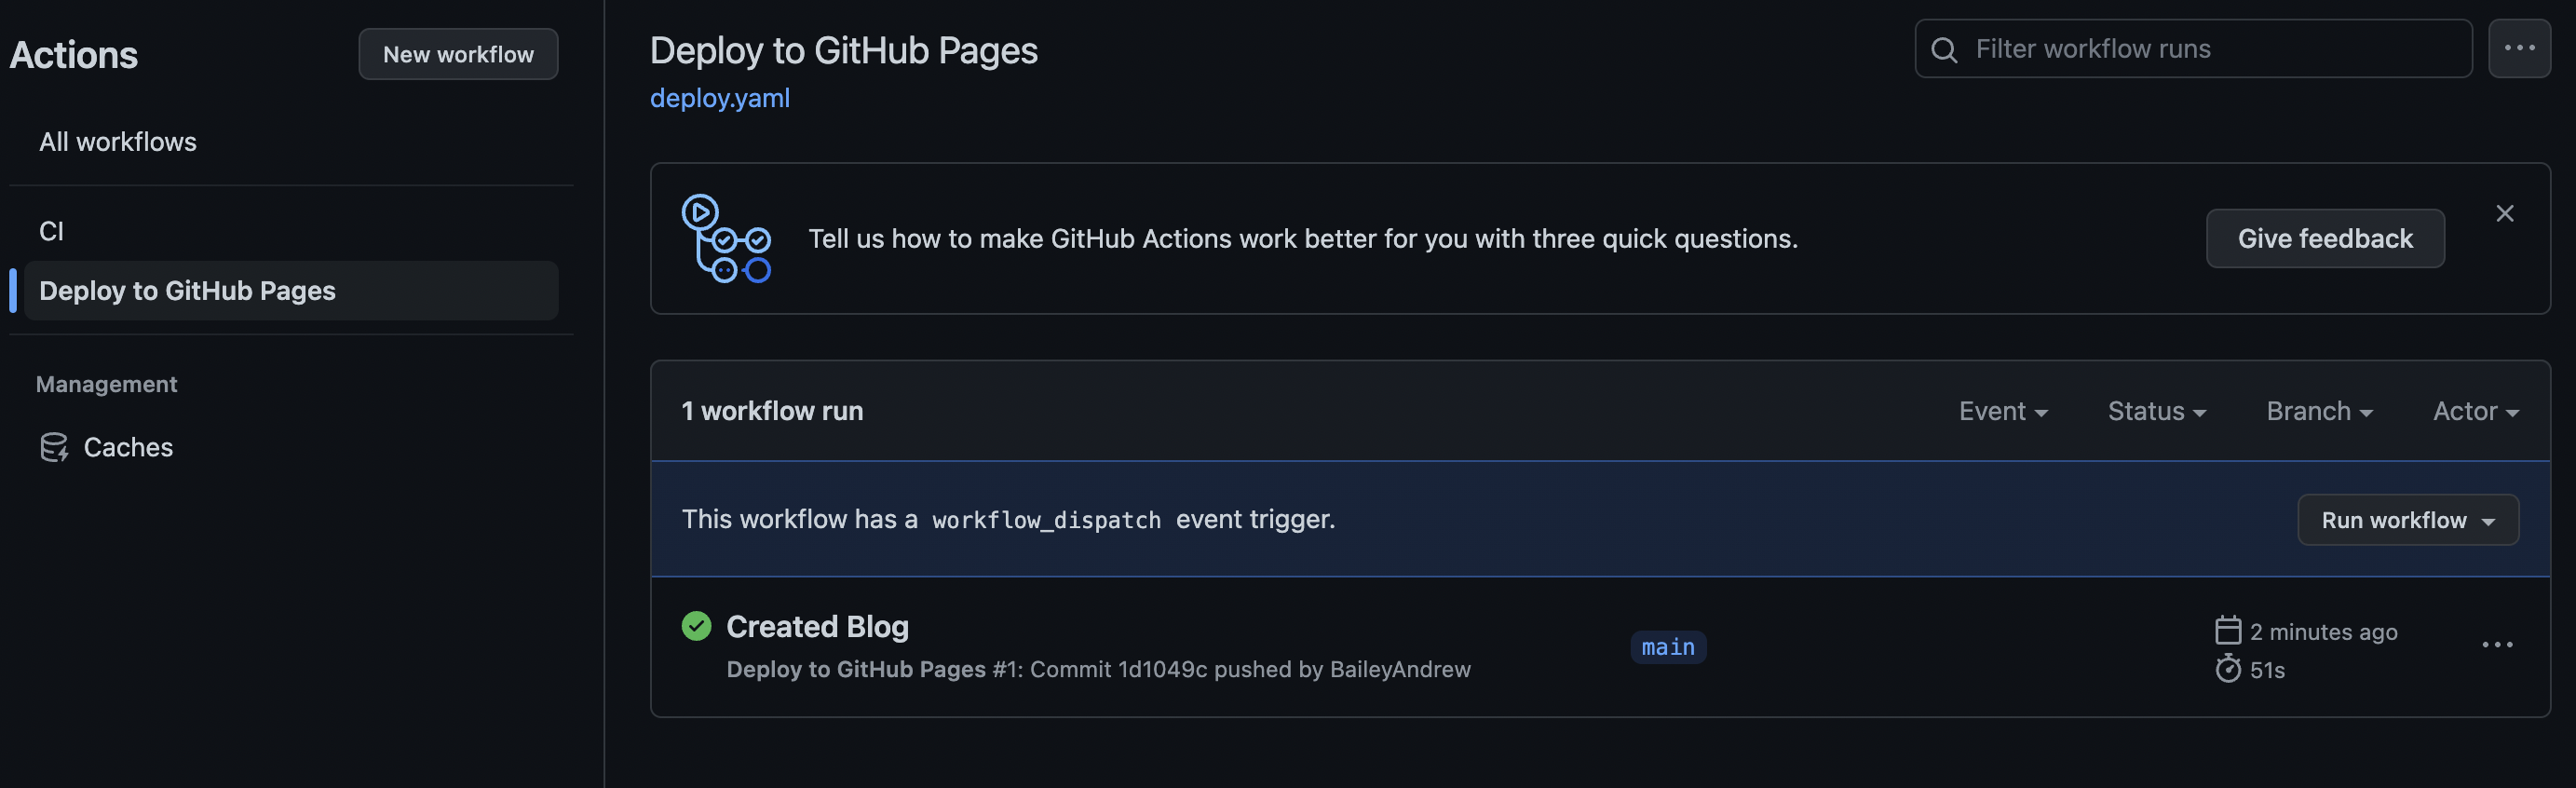 Actions
New workflow
All workflows
CI
Deploy to GitHub Pages
Management
Caches
Deploy to GitHub Pages
deploy.yaml
Filter workflow runs
Tell us how to make GitHub Actions work better for you with three quick questions.
Give feedback
1 workflow run
Event
Status
Branch
Actor
This workflow has a workflow_dispatch event trigger.
Run workflow
Created Blog
Deploy to GitHub Pages #1: Commit 1d1049c pushed by BaileyAndrew
main
2 minutes ago
51s